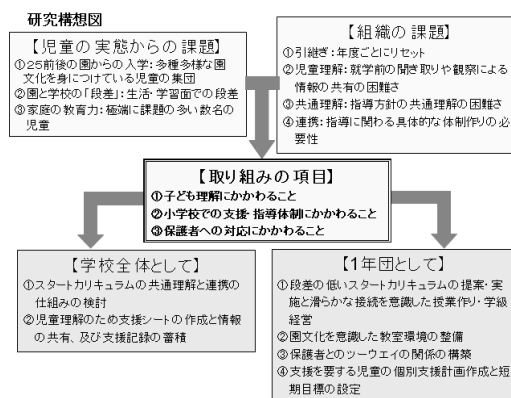 研究構想図
【児童の実態からの課題】
①25前後の園からの入学：多種多様な園
文化を身につけている児童の集団
②園と学校の「段差」：生活・学習面での段差
③家庭の教育力：極端に課題の多い数名の
児童
【組織の課題】
①引継ぎ：年度ごとにリセット
②児童理解：就学前の聞き取りや観察による
情報の共有の困難さ
③共通理解：指導方針の共通理解の困難さ
④連携：指導に関わる具体的な体制作りの必
要性
【取り組みの項目】
①子ども理解にかかわること
②小学校での支援・指導体制にかかわること
③保護者への対応にかかわること
【学校全体として】
①スタートカリキュラムの共通理解と連携の
仕組みの検討
②児童理解のため支援シートの作成と情報
の共有、及び支援記録の蓄積
【1年団として】
①段差の低いスタートカリキュラムの提案・実
施と滑らかな接続を意識した授業作り・学級
経営
②園文化を意識した教室環境の整備
③保護者とのツーウエイの関係の構築
④支援を要する児童の個別支援計画作成と短
期目標の設定